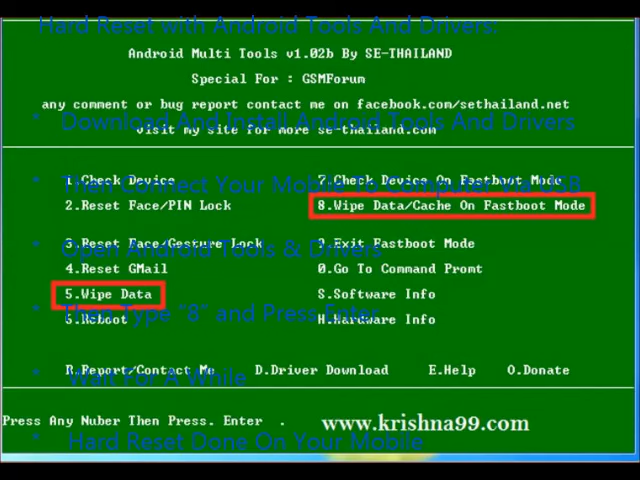 Hard Reset with Android Tools And Drivers:
Android Multi Tools v1.02b By SE-THAILAND
Special For : GSMForum
any comment or bug report contact me on facebook.com/sethailand.net
* Download And Install Android Tools And Drivers
visit my site for more se-thailand.com
1.Check Device 7.Check Device On Fastboot Mode
* Then Connect Your Mobile To Computer Via USB
2.Reset Face/PIN Lock 8.Wipe Data/Cache On Fastboot Mode
3.Reset Face/Gesture Lock 9.Exit Fastboot Mode
* Open Android Tools & Drivers
4.Reset GMail 0.Go To Command Promt
5.Wipe Data S.Software Info
* Then Type "8" and Press Enter
6.Reboot H.Hardware Info
R.Report/Contact Me D.Driver Download E.Help O.Donate
* Wait For A While
Press Any Nuber Then Press. Enter .
www.krishna99.com
* Hard Reset Done On Your Mobile